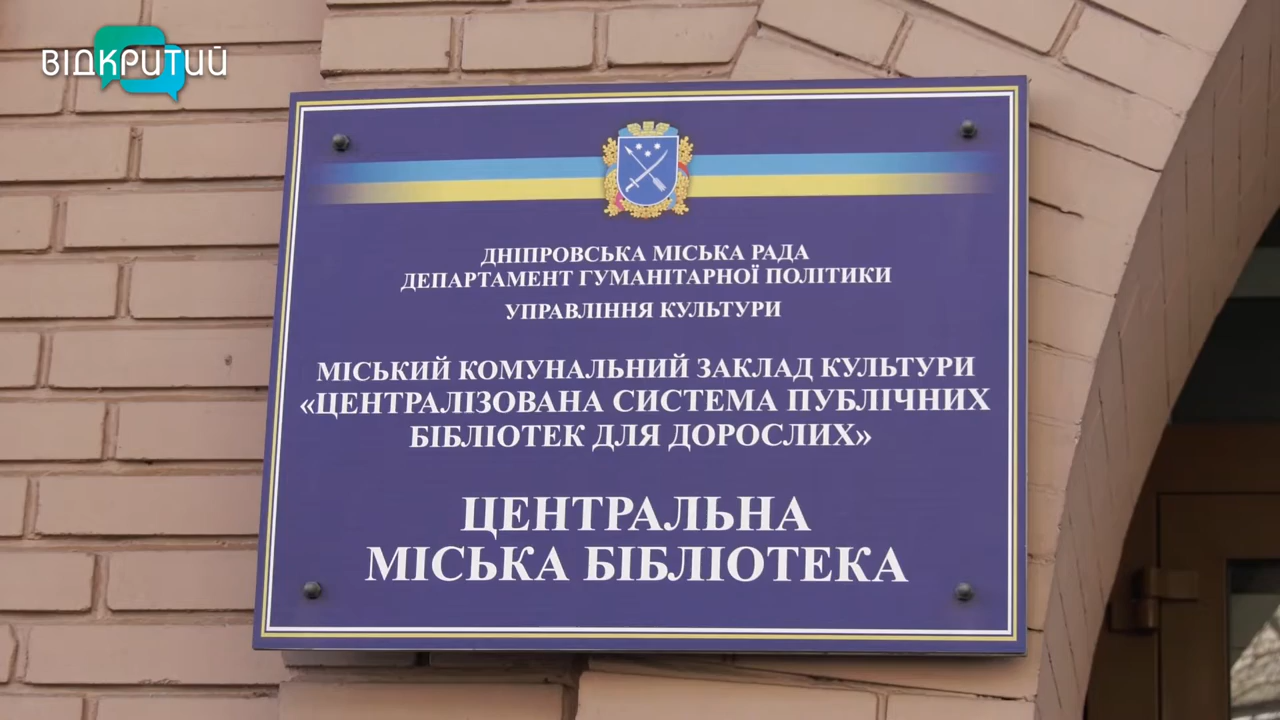 ВІДКРИТИЙ
ДНІПРОВСЬКА МІСЬКА РАДА
ДЕПАРТАМЕНТ ГУМАНІТАРНОЇ ПОЛІТИКИ
УПРАВЛІННЯ КУЛЬТУРИ
МІСЬКИЙ КОМУНАЛЬНИЙ ЗАКЛАД КУЛЬТУРИ
«ЦЕНТРАЛІЗОВАНА СИСТЕМА ПУБЛІЧНИХ
БІБЛІОТЕК ДЛЯ ДОРОСЛИХ»
ЦЕНТРАЛЬНА
МІСЬКА БІБЛІОТЕКА